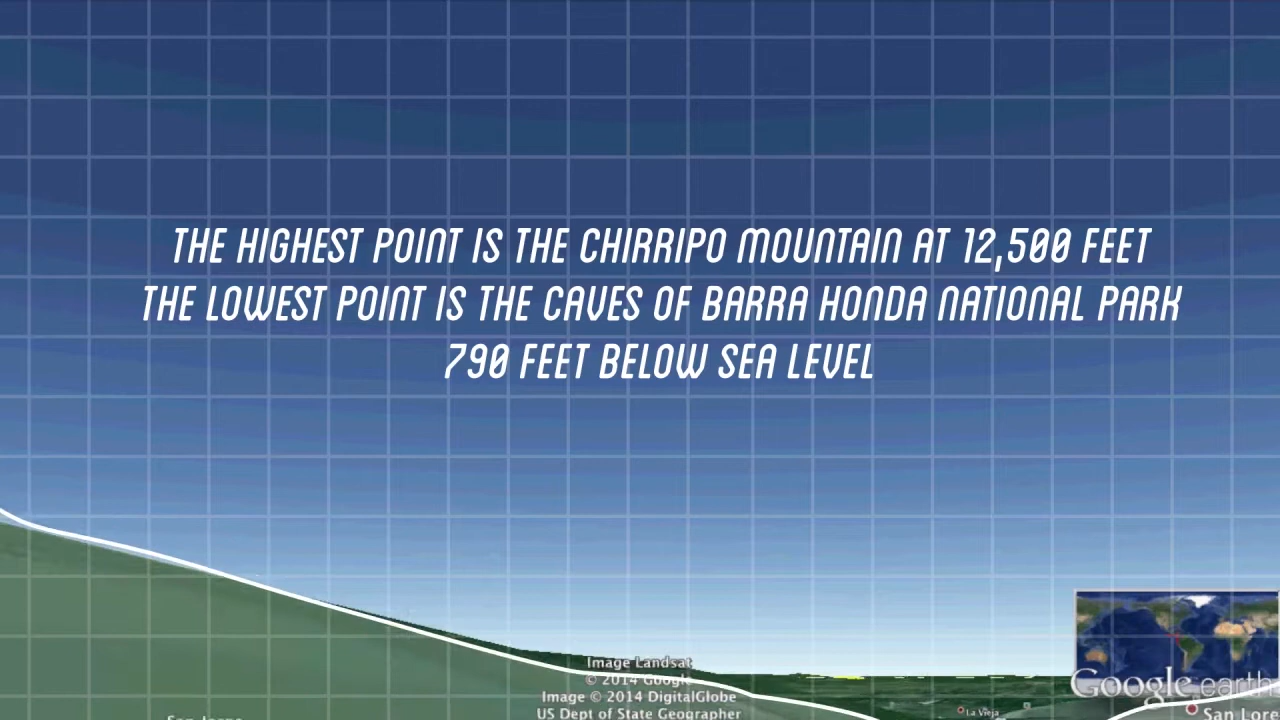 THE HIGHEST POINT IS THE CHIRRIPO MOUNTAIN AT 12,500 FEET
THE LOWEST POINT IS THE CAVES OF BARRA HONDA NATIONAL PARK
790 FEET BELOW SEA LEVEL
Image Landsat
© 2014 Google
Image © 2014 DigitalGlobe
US Dept of State Geographer
Google earth
La Vieja
San Lore